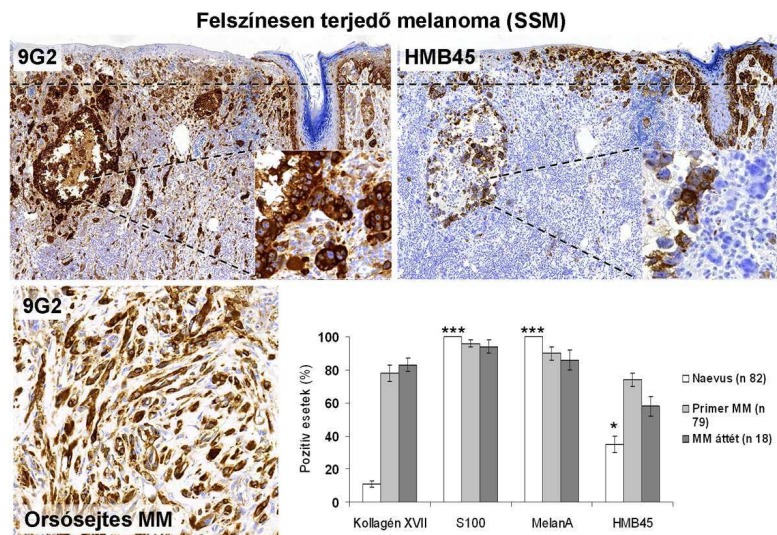 Felszínesen terjedő melanoma (SSM)
9G2
HMB45
9G2
Orsósejtes MM
Pozitív esetek (%)
100
80
60
40
20
0
***
***
*
Kollagén XVII
S100
MelanA
HMB45
Naevus (n 82)
Primer MM (n
79)
MM áttét (n 18)